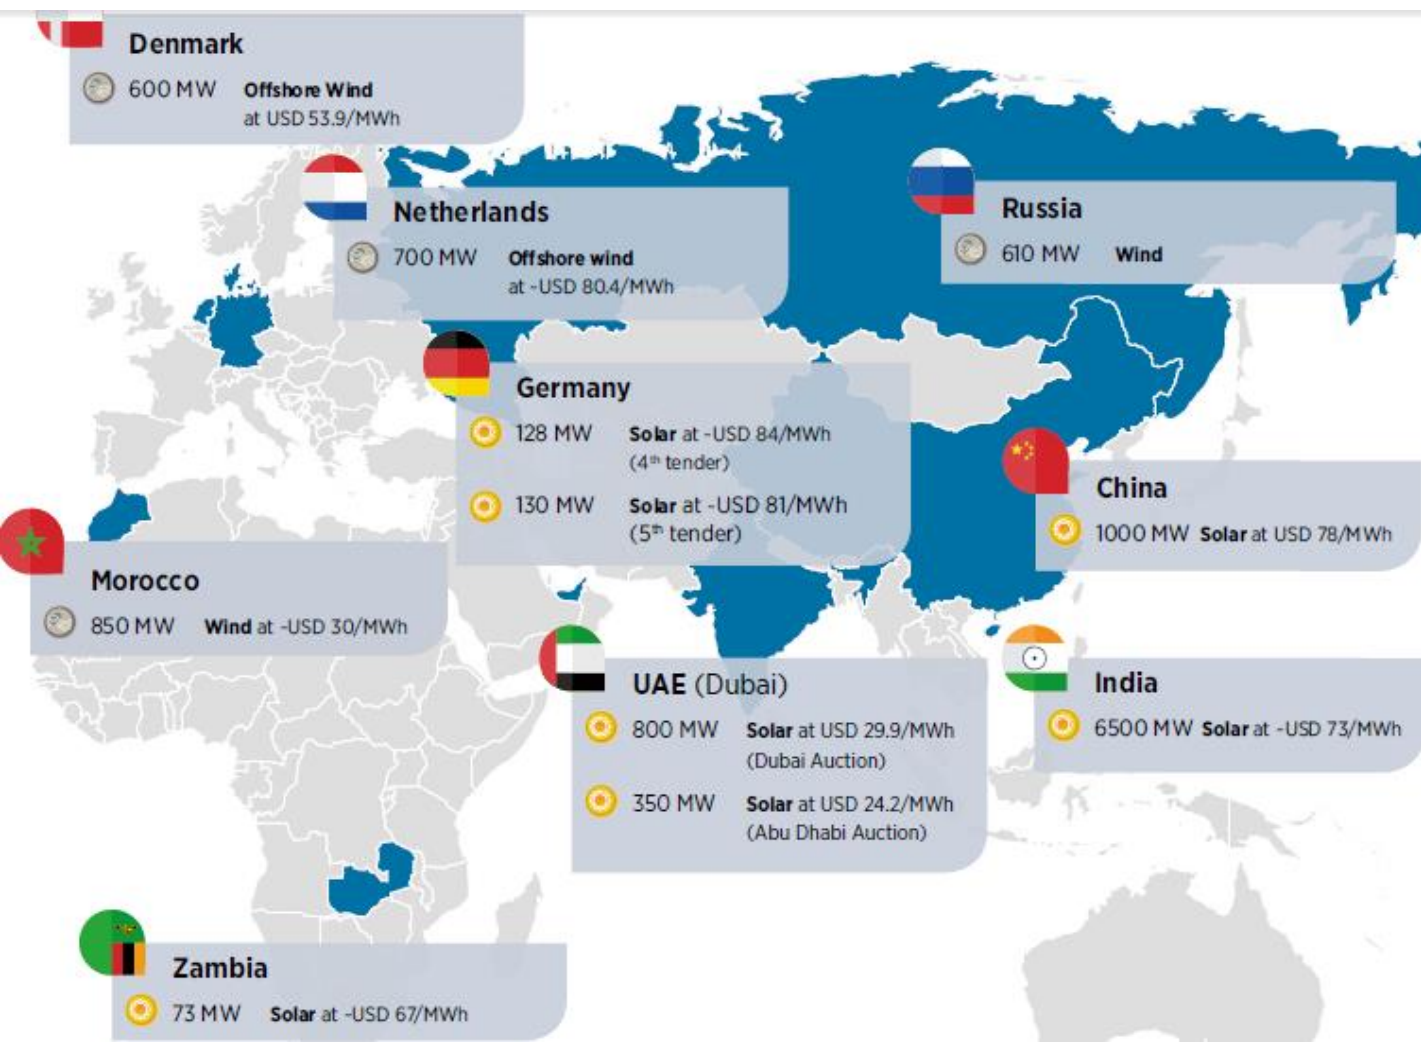 Denmark
600 MW Offshore Wind
at USD 53.9/MWh
Netherlands
700 MW Offshore wind
at ~USD 80.4/MWh
Russia
610 MW Wind
Germany
128 MW Solar at ~USD 84/MWh
(4th tender)
130 MW Solar at ~USD 81/MWh
(5th tender)
China
1000 MW Solar at USD 78/MWh
Morocco
850 MW Wind at ~USD 30/MWh
UAE (Dubai)
800 MW Solar at USD 29.9/MWh
(Dubai Auction)
350 MW Solar at USD 24.2/MWh
(Abu Dhabi Auction)
India
6500 MW Solar at ~USD 73/MWh
Zambia
73 MW Solar at ~USD 67/MWh